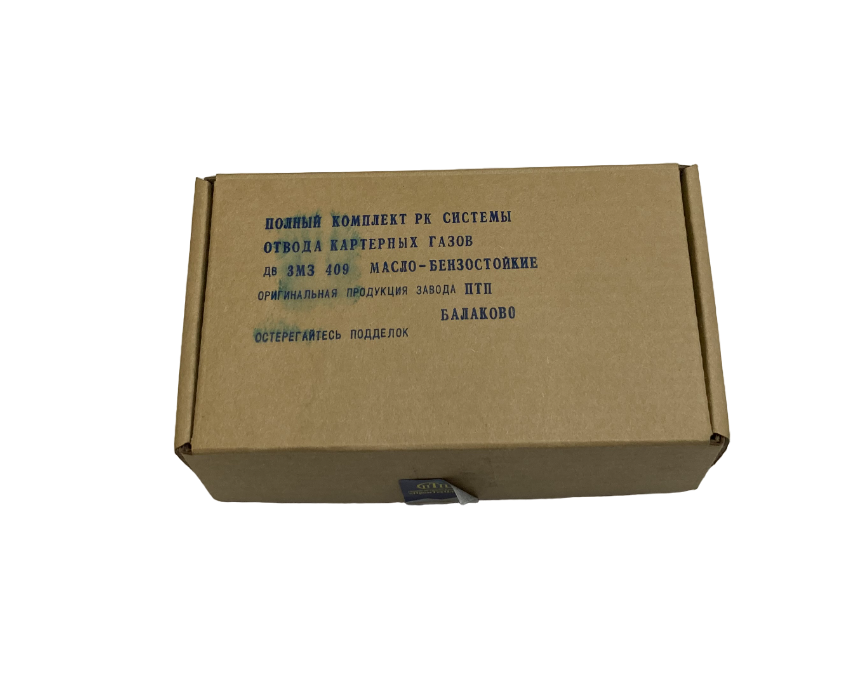 ПОЛНЫЙ КОМПЛЕКТ РК СИСТЕМЫ
ОТВОДА КАРТЕРНЫХ ГАЗОВ
ДВ ЗМЗ 409 МАСЛО-БЕНЗОСТОЙКИЕ
ОРИГИНАЛЬНАЯ ПРОДУКЦИЯ ЗАВОДА ПТП
БАЛАКОВО
ОСТЕРЕГАЙТЕСЬ ПОДДЕЛОК